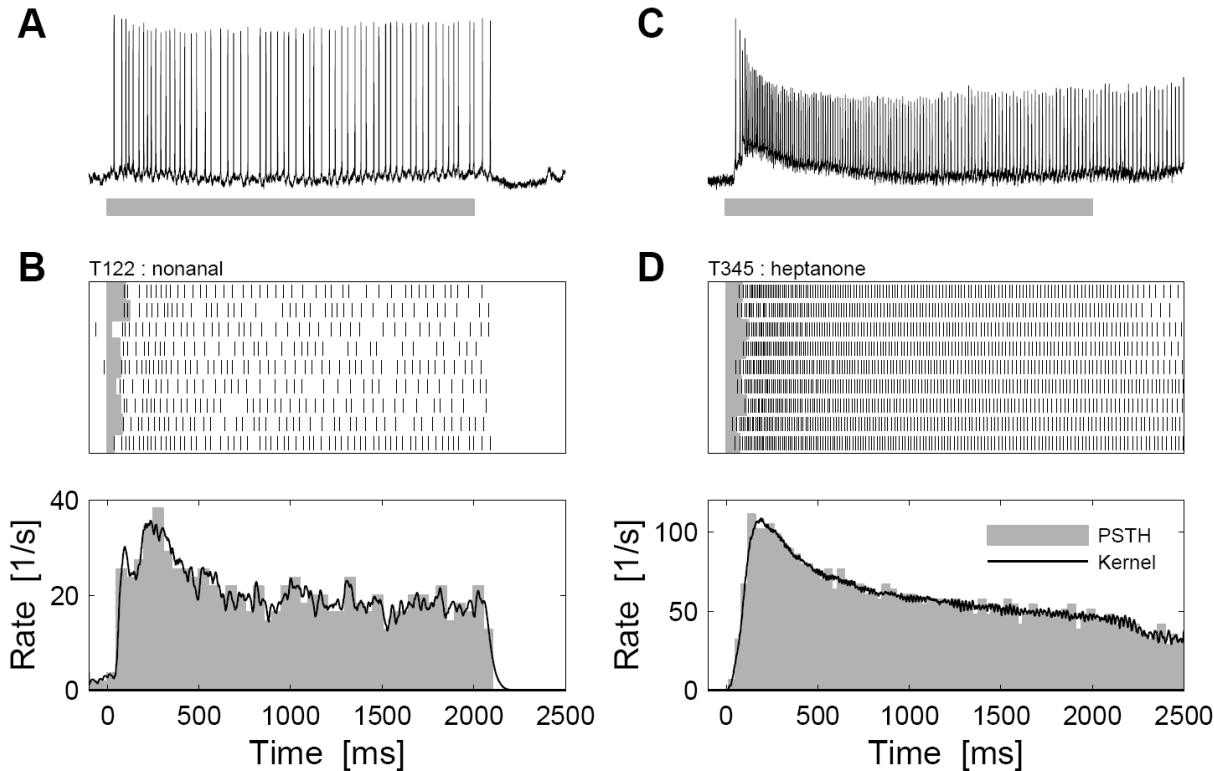 A
C
B
T122 : nonanal
D
T345 : heptanone
40
20
0
Rate [1/s]
0 500 1000 1500 2000 2500
Time [ms]
100
50
0
Rate [1/s]
PSTH
Kernel
0 500 1000 1500 2000 2500
Time [ms]